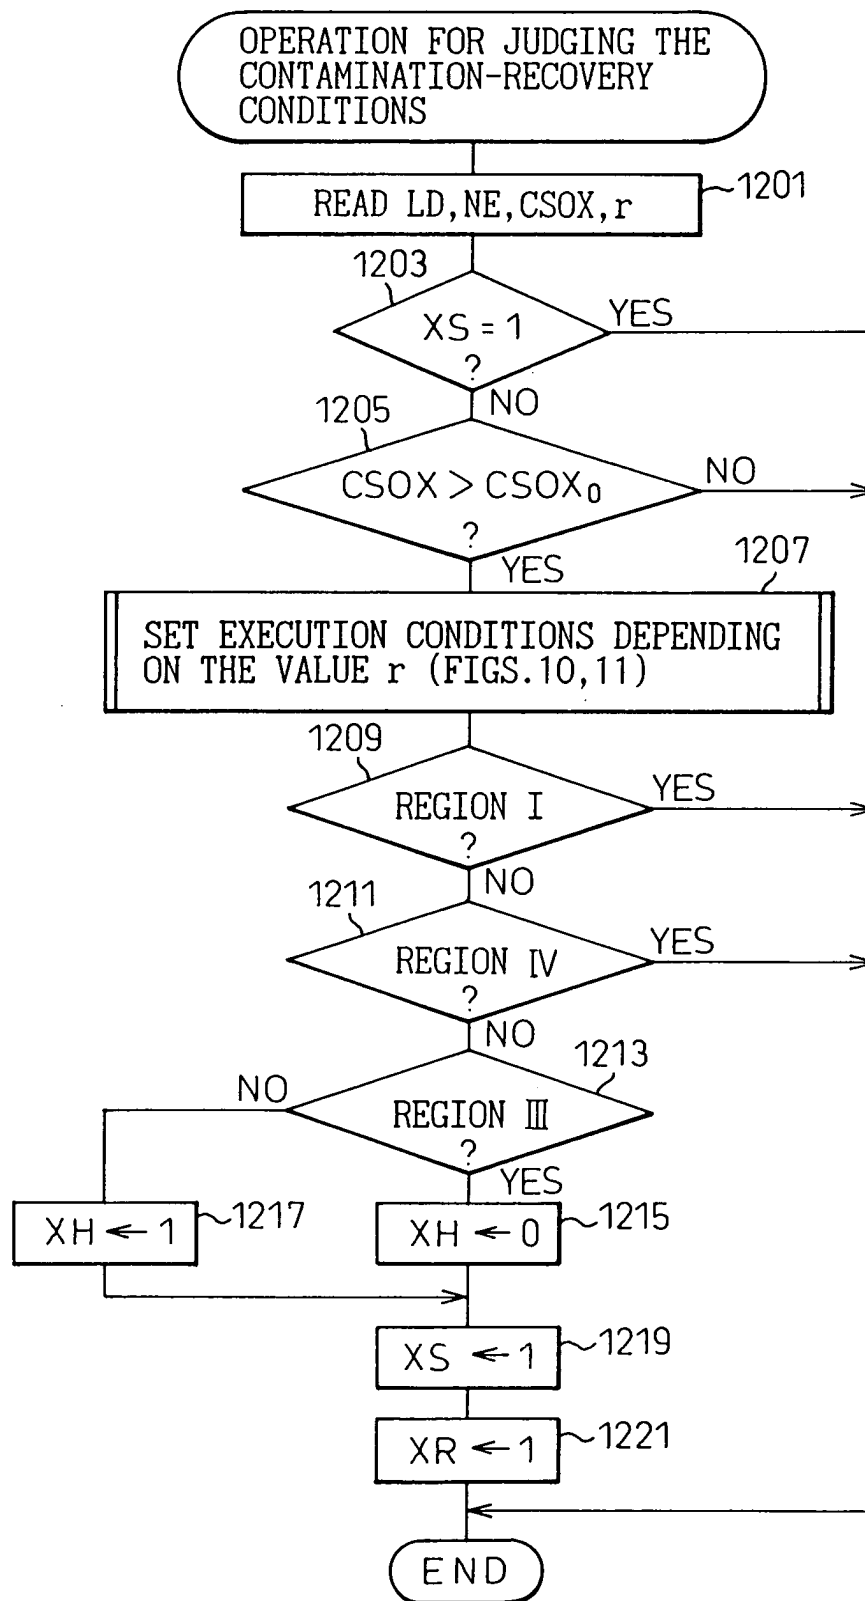 OPERATION FOR JUDGING THE
CONTAMINATION-RECOVERY
CONDITIONS
1201
READ LD,NE,CSOX,r
1203
XS = 1
?
YES
NO
1205
CSOX > CSOX₀
?
NO
YES
1207
SET EXECUTION CONDITIONS DEPENDING
ON THE VALUE r (FIGS.10,11)
1209
REGION I
?
YES
NO
1211
REGION IV
?
YES
NO
1213
REGION III
?
NO
YES
XH ← 1
1217
XH ← 0
1215
XS ← 1
1219
XR ← 1
1221
END